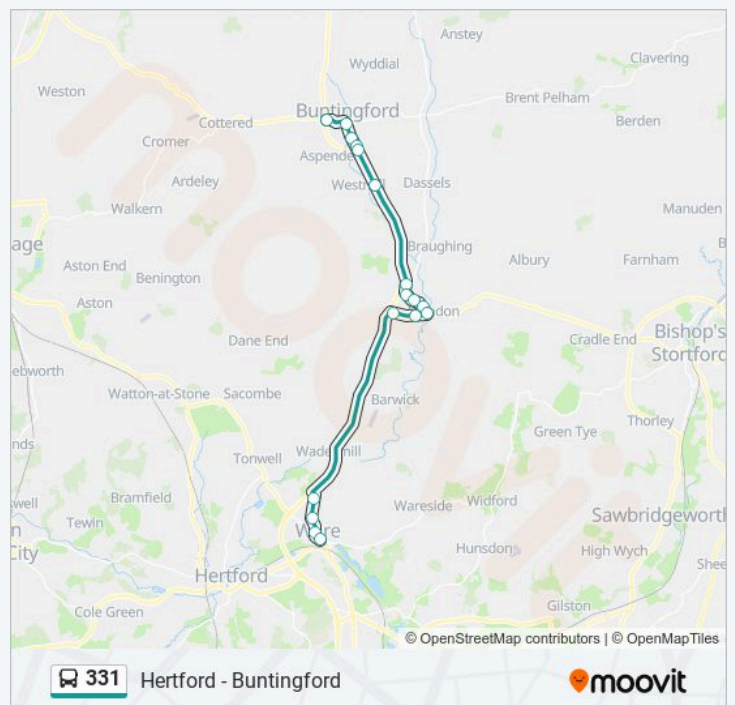 Anstey
Wyddial
Clavering
Weston
Brent Pelham
Buntingford
Cottered
Berden
Cromer
Aspende
Ardeley
Westmill
Dassels
Walkern
Manuden
age
Braughing
Aston End
Albury
Farnham
Benington
Aston
don
Bishop's
Stortford
Dane End
Cradle End
ebworth
Watton-at-Stone
Sacombe
Barwick
Thorley
Green Tye
nds
Wadesmill
Tonwell
well
Bramfield
Wareside
Widford
Sawbridgeworth
Tewin
n
City
Ware
Hunsdon
High Wych
Shee
Hertford
Cole Green
Gilston
© OpenStreetMap contributors | © OpenMapTiles
331 Hertford - Buntingford
moovit